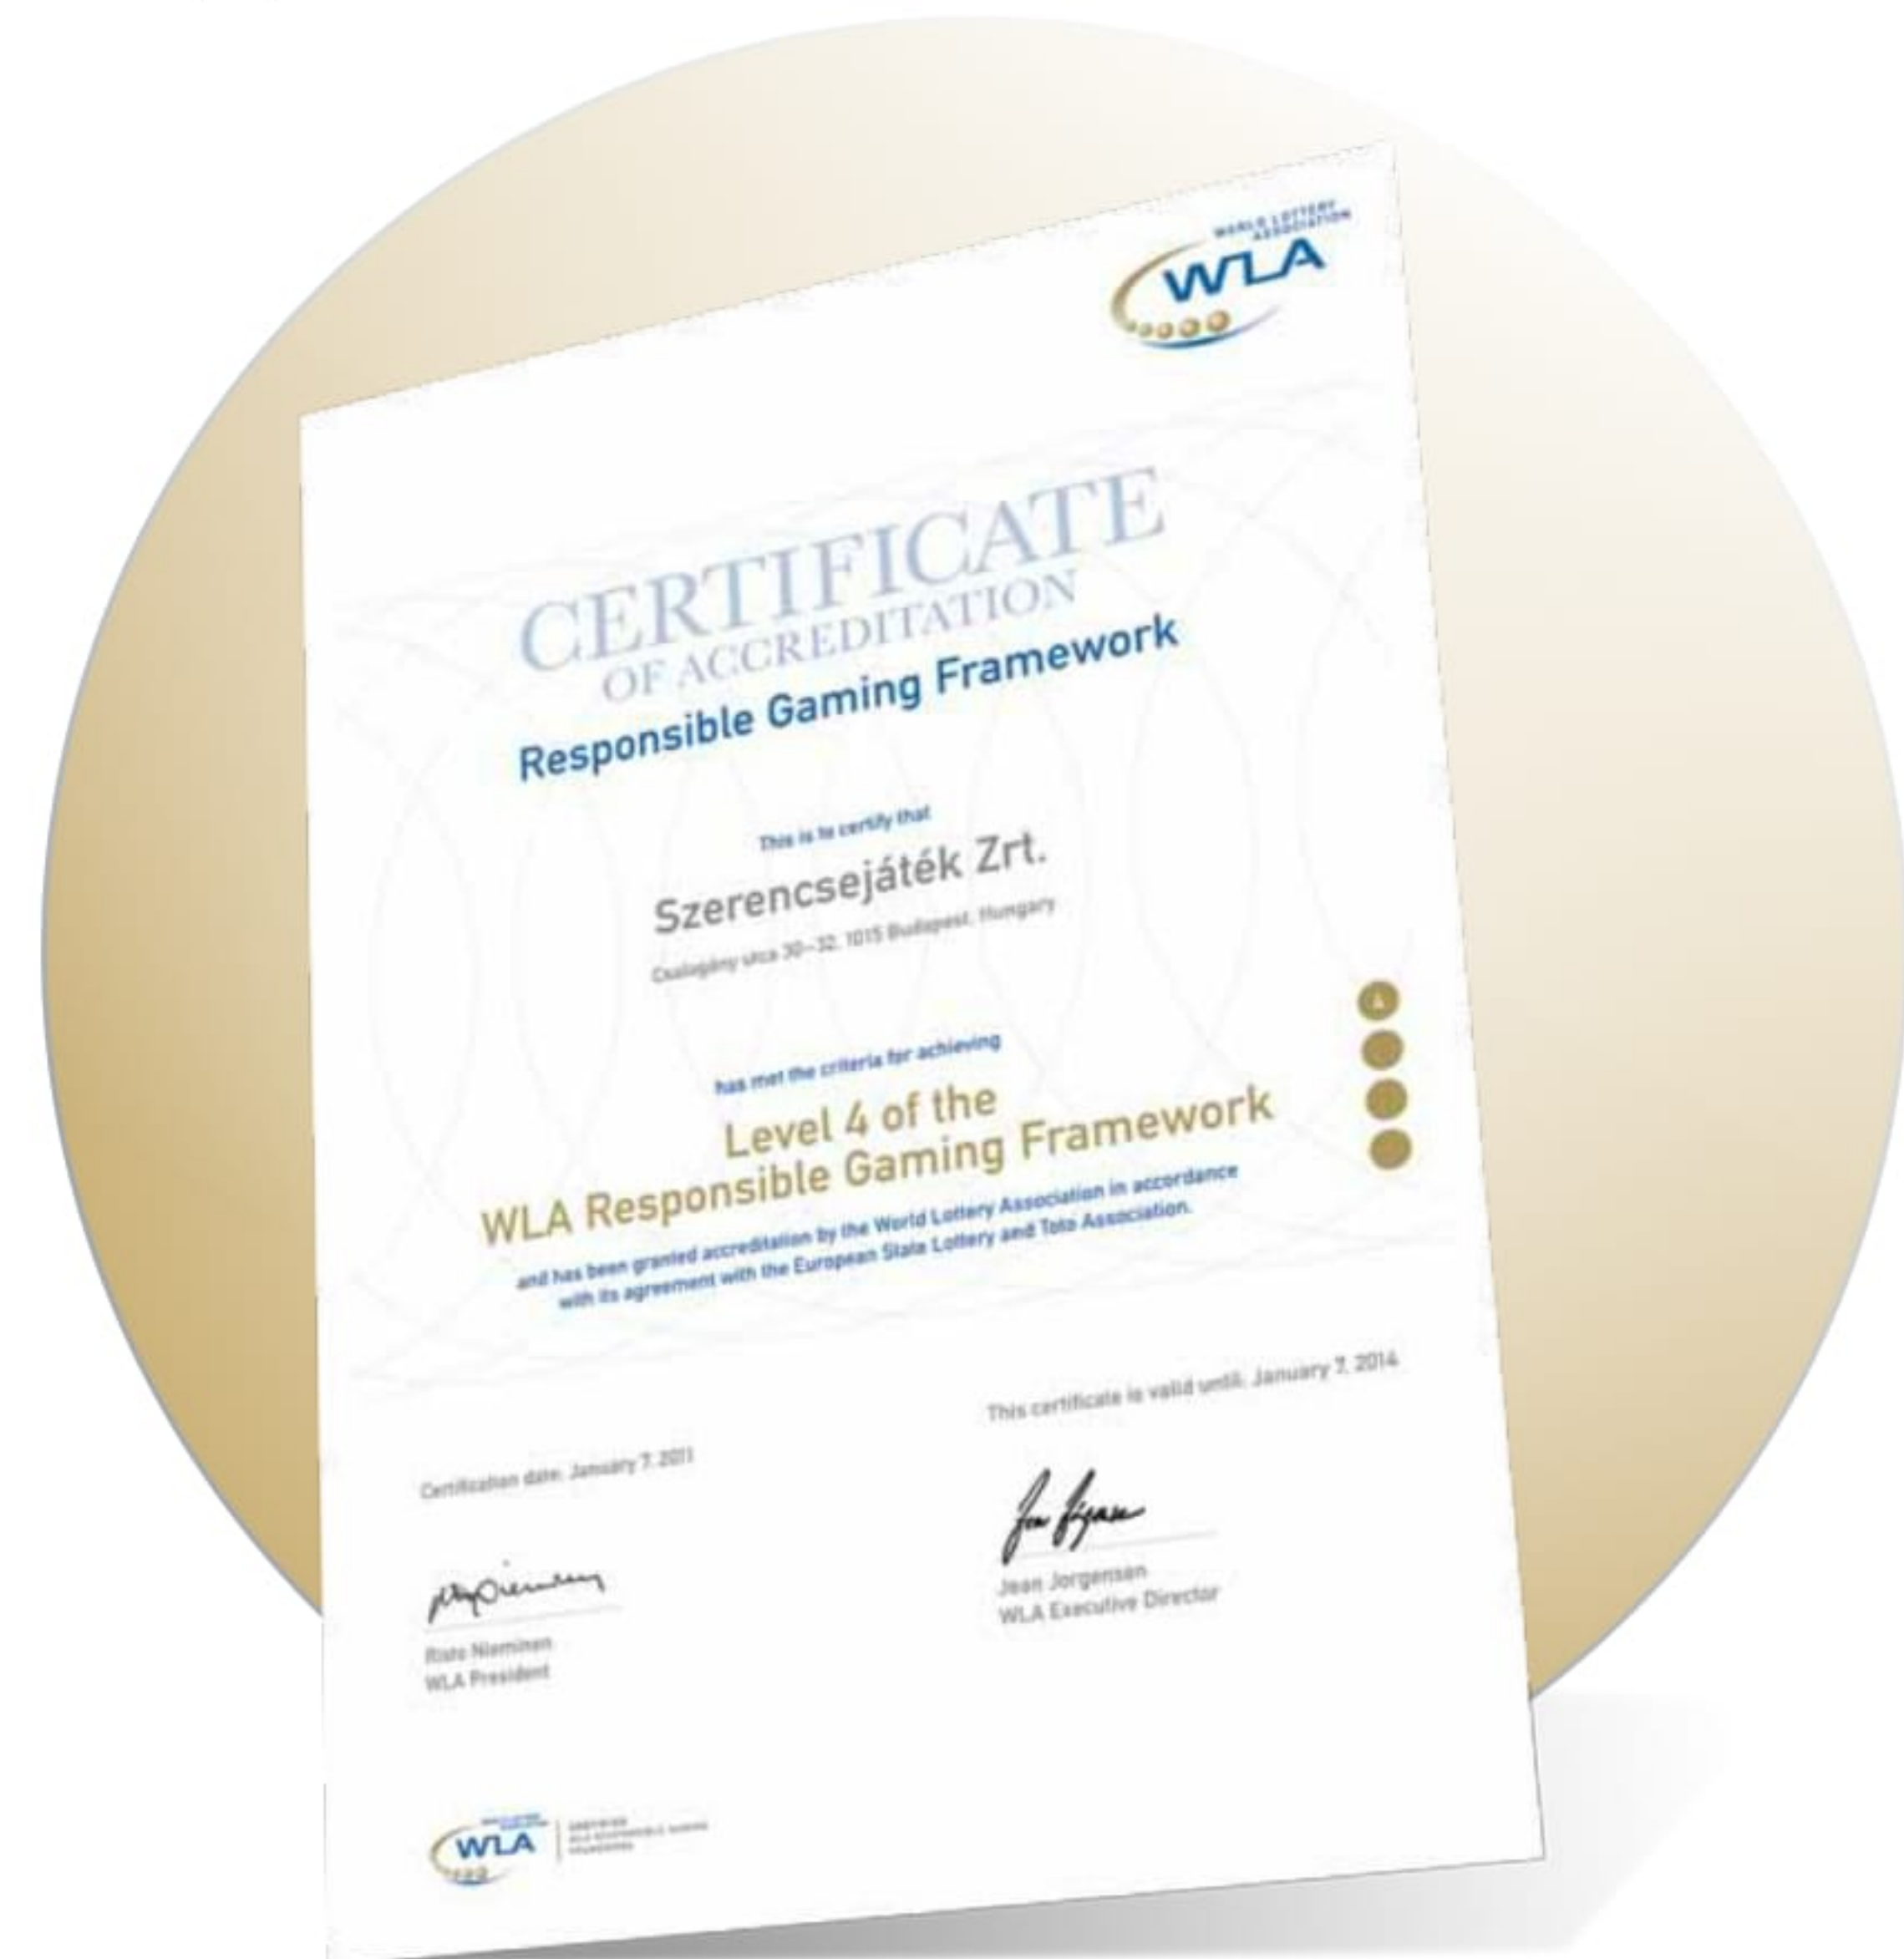 WORLD LOTTERY
ASSOCIATION
WLA
CERTIFICATE
OF ACCREDITATION
Responsible Gaming Framework
This is to certify that
Szerencsejáték Zrt.
Csalogány utca 30–32, 1015 Budapest, Hungary
has met the criteria for achieving
Level 4 of the
WLA Responsible Gaming Framework
and has been granted accreditation by the World Lottery Association in accordance
with its agreement with the European State Lottery and Toto Association.
4
This certificate is valid until: January 7, 2014
Certification date: January 7, 2011
Jean Jorgensen
WLA Executive Director
Risto Nieminen
WLA President
WLA